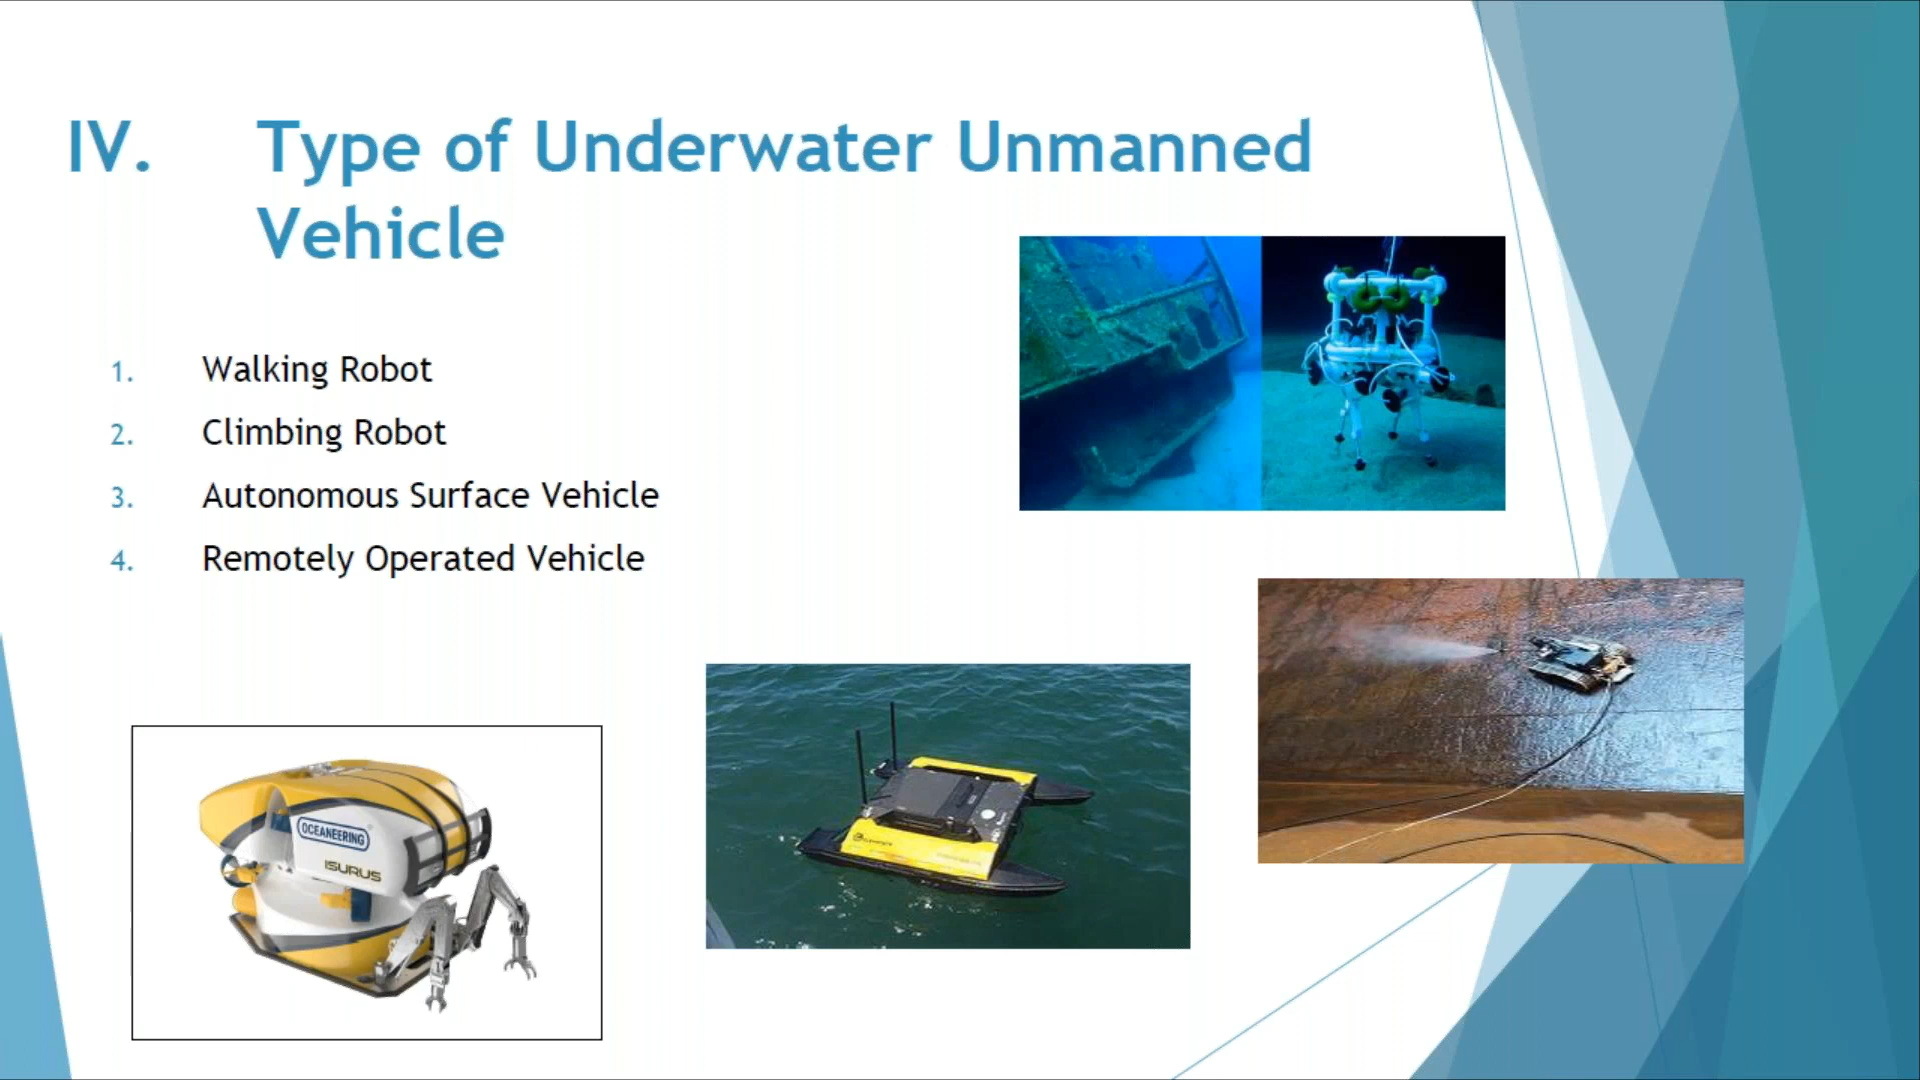 IV. Type of Underwater Unmanned
Vehicle
1. Walking Robot
2. Climbing Robot
3. Autonomous Surface Vehicle
4. Remotely Operated Vehicle
OCEANEERING
ISURUS